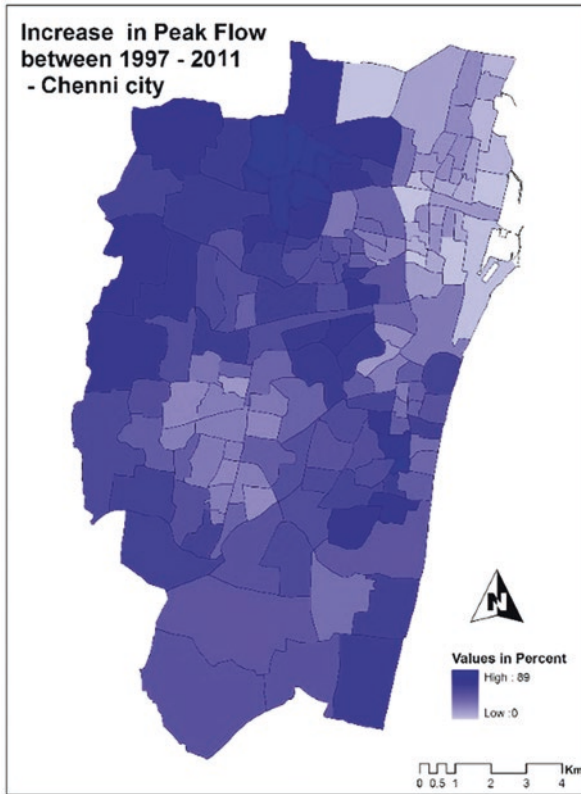 Increase in Peak Flow
between 1997 - 2011
- Chenni city
N
Values in Percent
High : 89
Low :0
Km
0 0.5 1 2 3 4